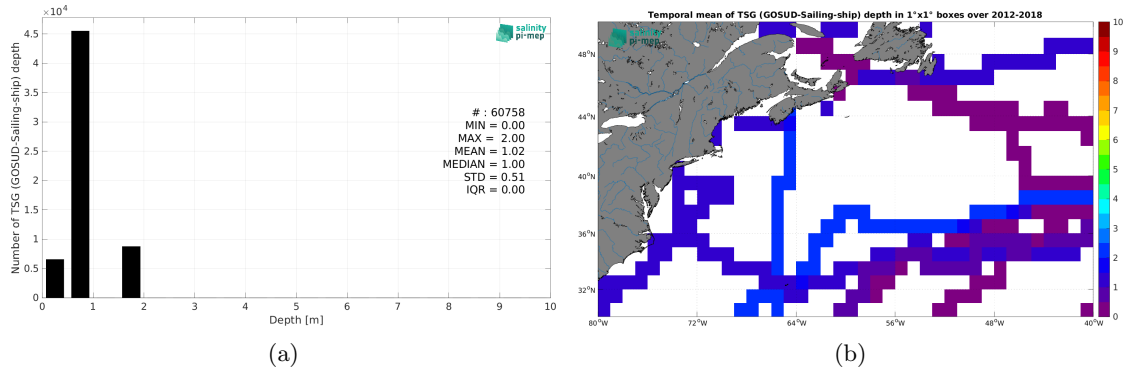 ×10⁴
4.5
4
3.5
3
2.5
2
1.5
1
0.5
0
Number of TSG (GOSUD-Sailing-ship) depth
salinity
pi-mep
# : 60758
MIN = 0.00
MAX = 2.00
MEAN = 1.02
MEDIAN = 1.00
STD = 0.51
IQR = 0.00
0 1 2 3 4 5 6 7 8 9 10
Depth [m]
(a)
Temporal mean of TSG (GOSUD-Sailing-ship) depth in 1°x1° boxes over 2012-2018
pi-mep
48°N
44°N
40°N
36°N
32°N
80°W 72°W 64°W 56°W 48°W 40°W
10
9
8
7
6
5
4
3
2
1
0
(b)